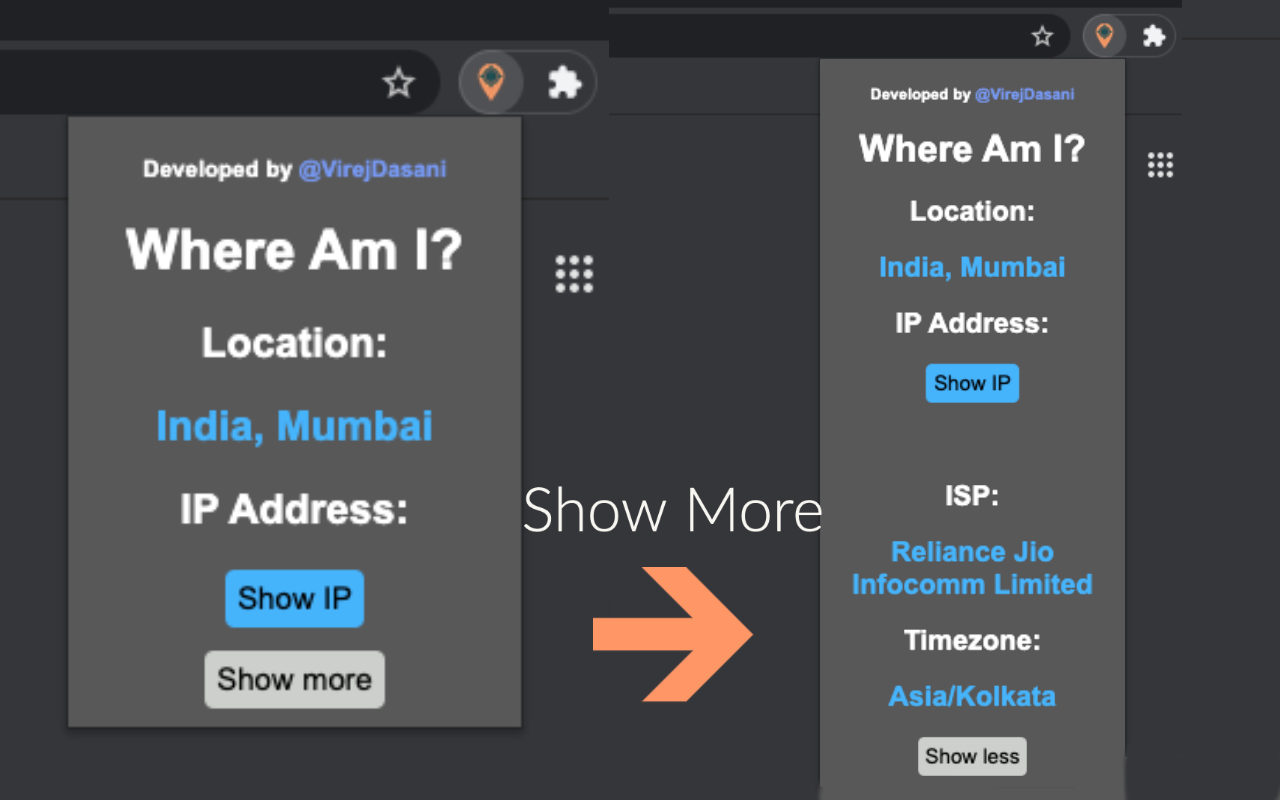 Developed by @VirejDasani
Where Am I?
Location:
India, Mumbai
IP Address:
Show IP
Show more
Show More
Developed by @VirejDasani
Where Am I?
Location:
India, Mumbai
IP Address:
Show IP
ISP:
Reliance Jio
Infocomm Limited
Timezone:
Asia/Kolkata
Show less